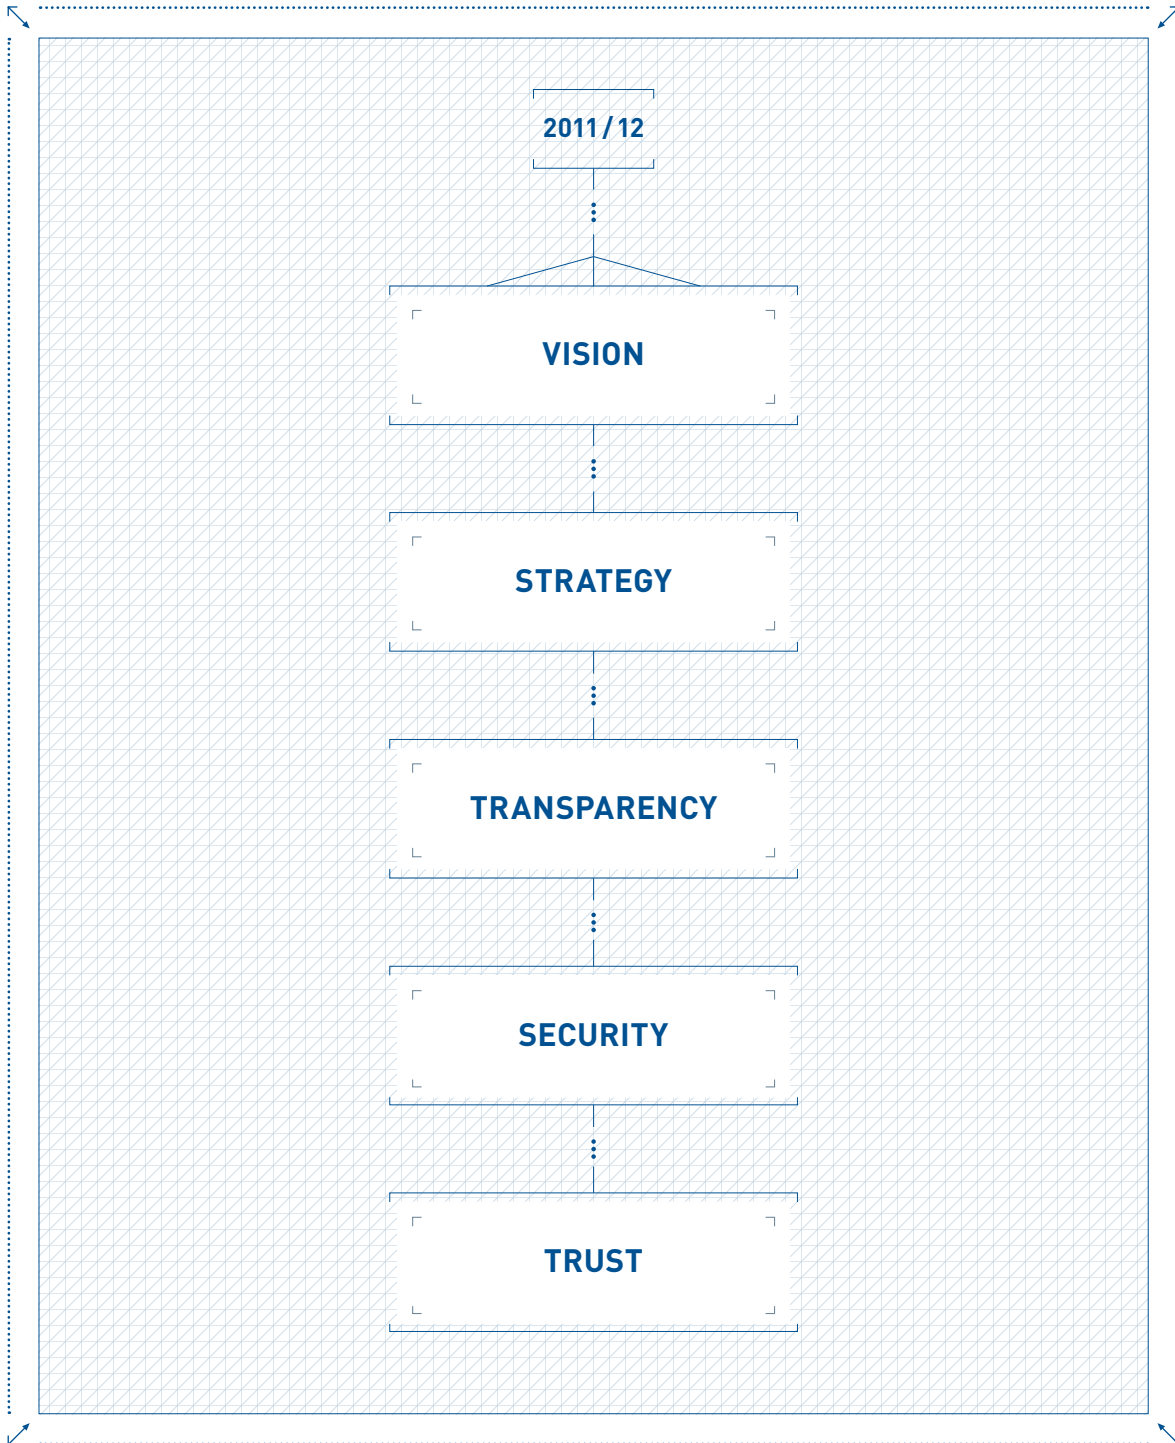 2011/12
VISION
STRATEGY
TRANSPARENCY
SECURITY
TRUST